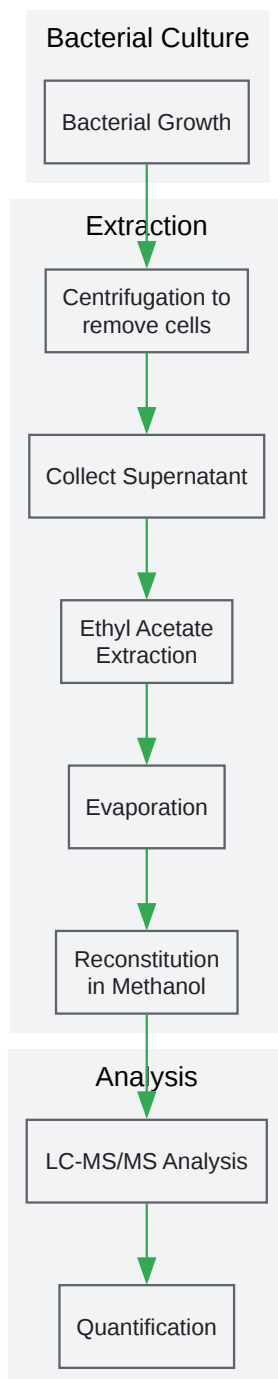 Bacterial Culture
Bacterial Growth
Extraction
Centrifugation to
remove cells
Collect Supernatant
Ethyl Acetate
Extraction
Evaporation
Reconstitution
in Methanol
Analysis
LC-MS/MS Analysis
Quantification